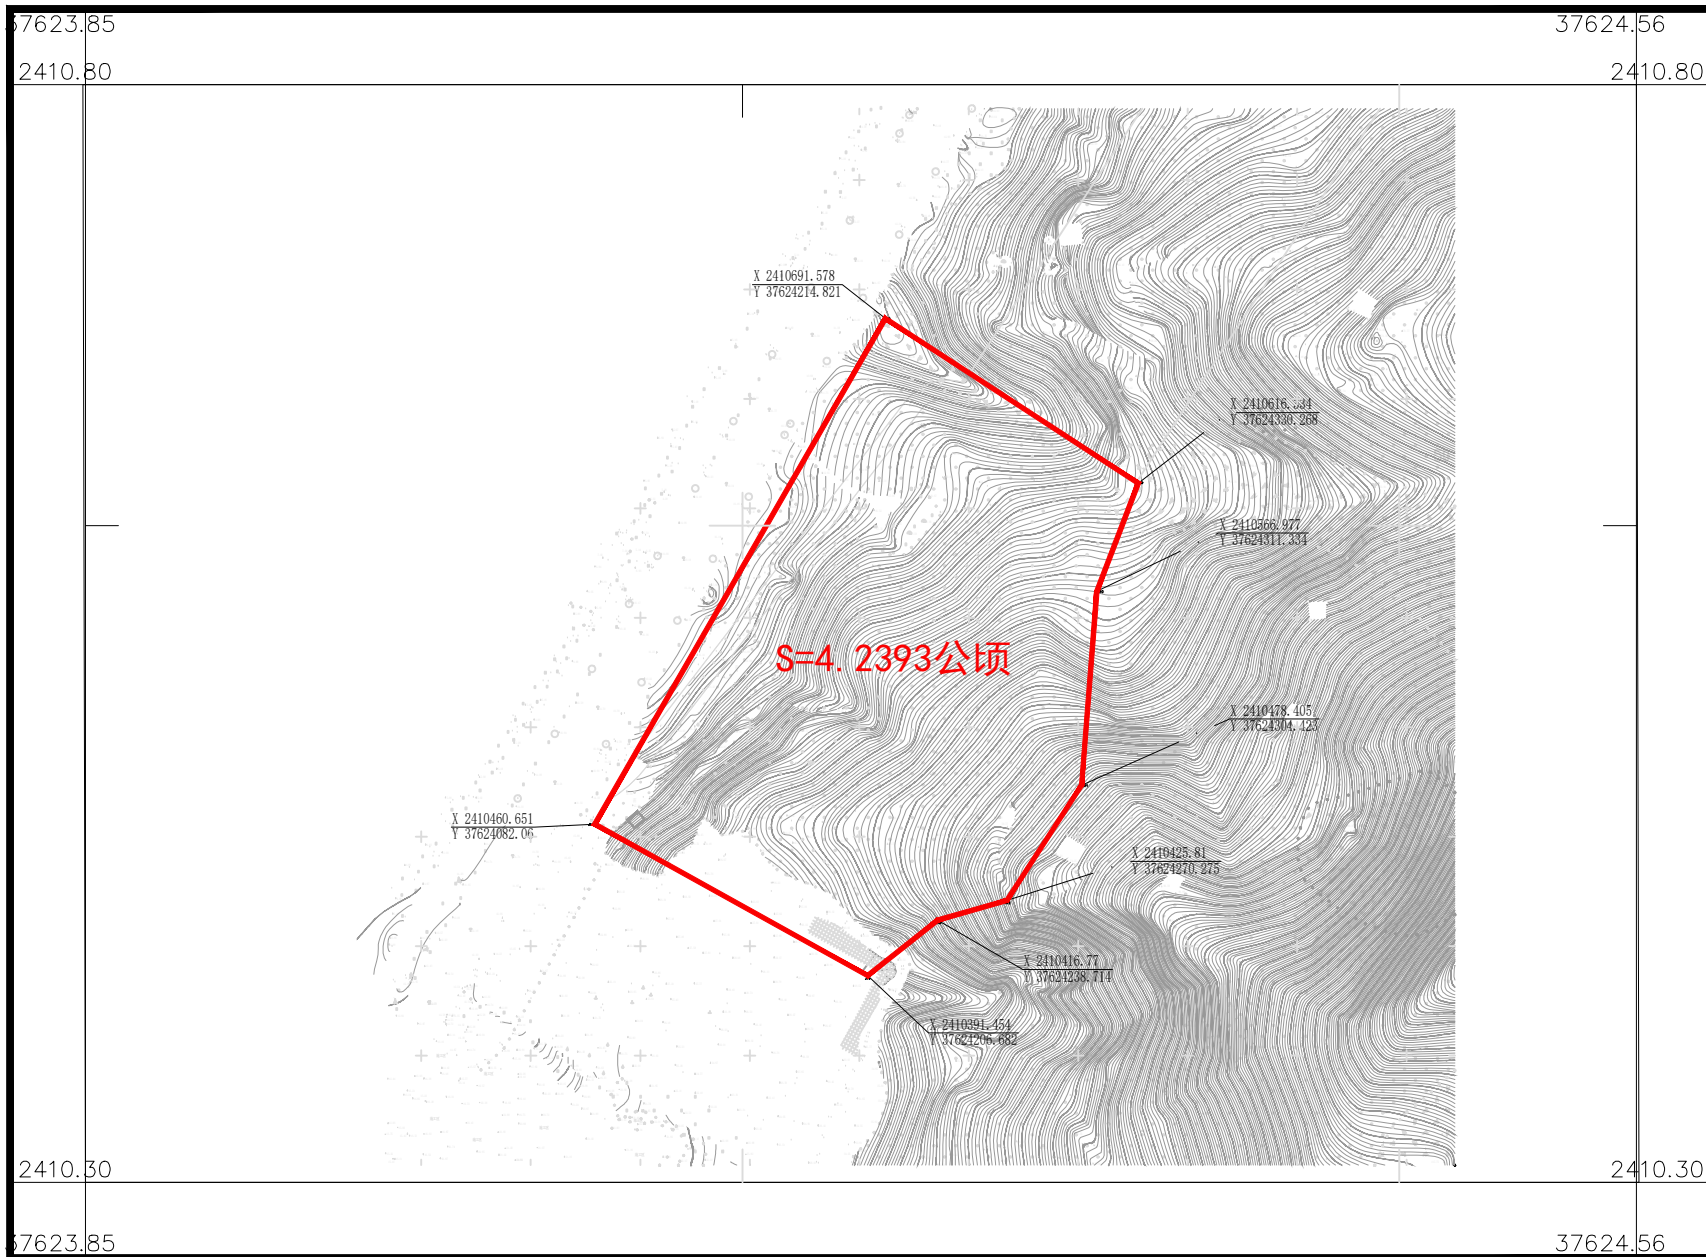 37623.85
37624.56
2410.80
2410.80
X 2410691.578
Y 37624214.821
Y 37624330.268
X 2410566.977
Y 37624311.334
S=4.2393公顷
X 2410478.405
Y 37624304.423
X 2410460.651
Y 37624082.06
X 2410425.81
Y 37624270.275
X 2410416.77
Y 37624238.714
X 2410391.454
Y 37624206.682
2410.30
2410.30
37623.85
37624.56